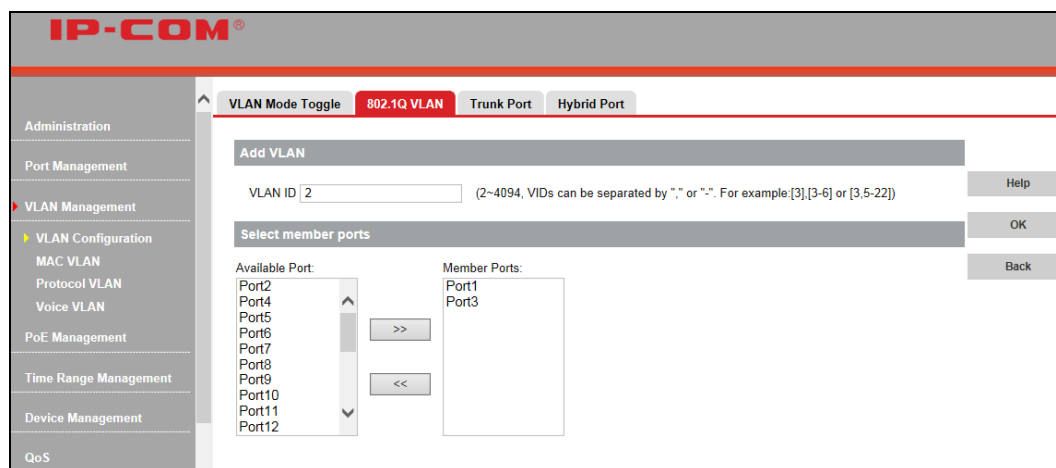 IP-COM®
VLAN Mode Toggle 802.1Q VLAN Trunk Port Hybrid Port
Administration
Port Management
VLAN Management
VLAN Configuration
MAC VLAN
Protocol VLAN
Voice VLAN
PoE Management
Time Range Management
Device Management
QoS
Add VLAN
VLAN ID 2 (2~4094, VIDs can be separated by "," or "-". For example:[3],[3-6] or [3,5-22])
Select member ports
Available Port:
Port2
Port4
Port5
Port6
Port7
Port8
Port9
Port10
Port11
Port12
>>
<<
Member Ports:
Port1
Port3
Help
OK
Back